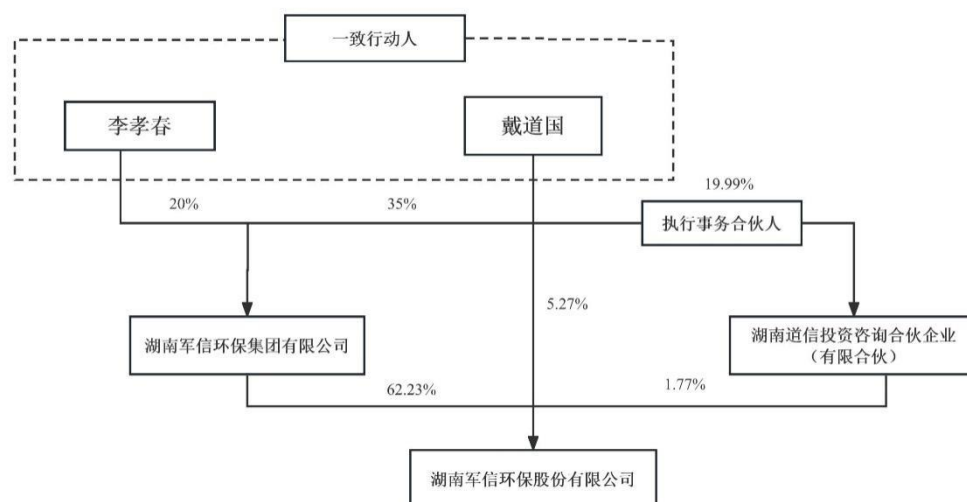 一致行动人
李孝春
戴道国
19.99%
20%
35%
执行事务合伙人
5.27%
湖南军信环保集团有限公司
湖南道信投资咨询合伙企业
（有限合伙）
62.23%
1.77%
湖南军信环保股份有限公司